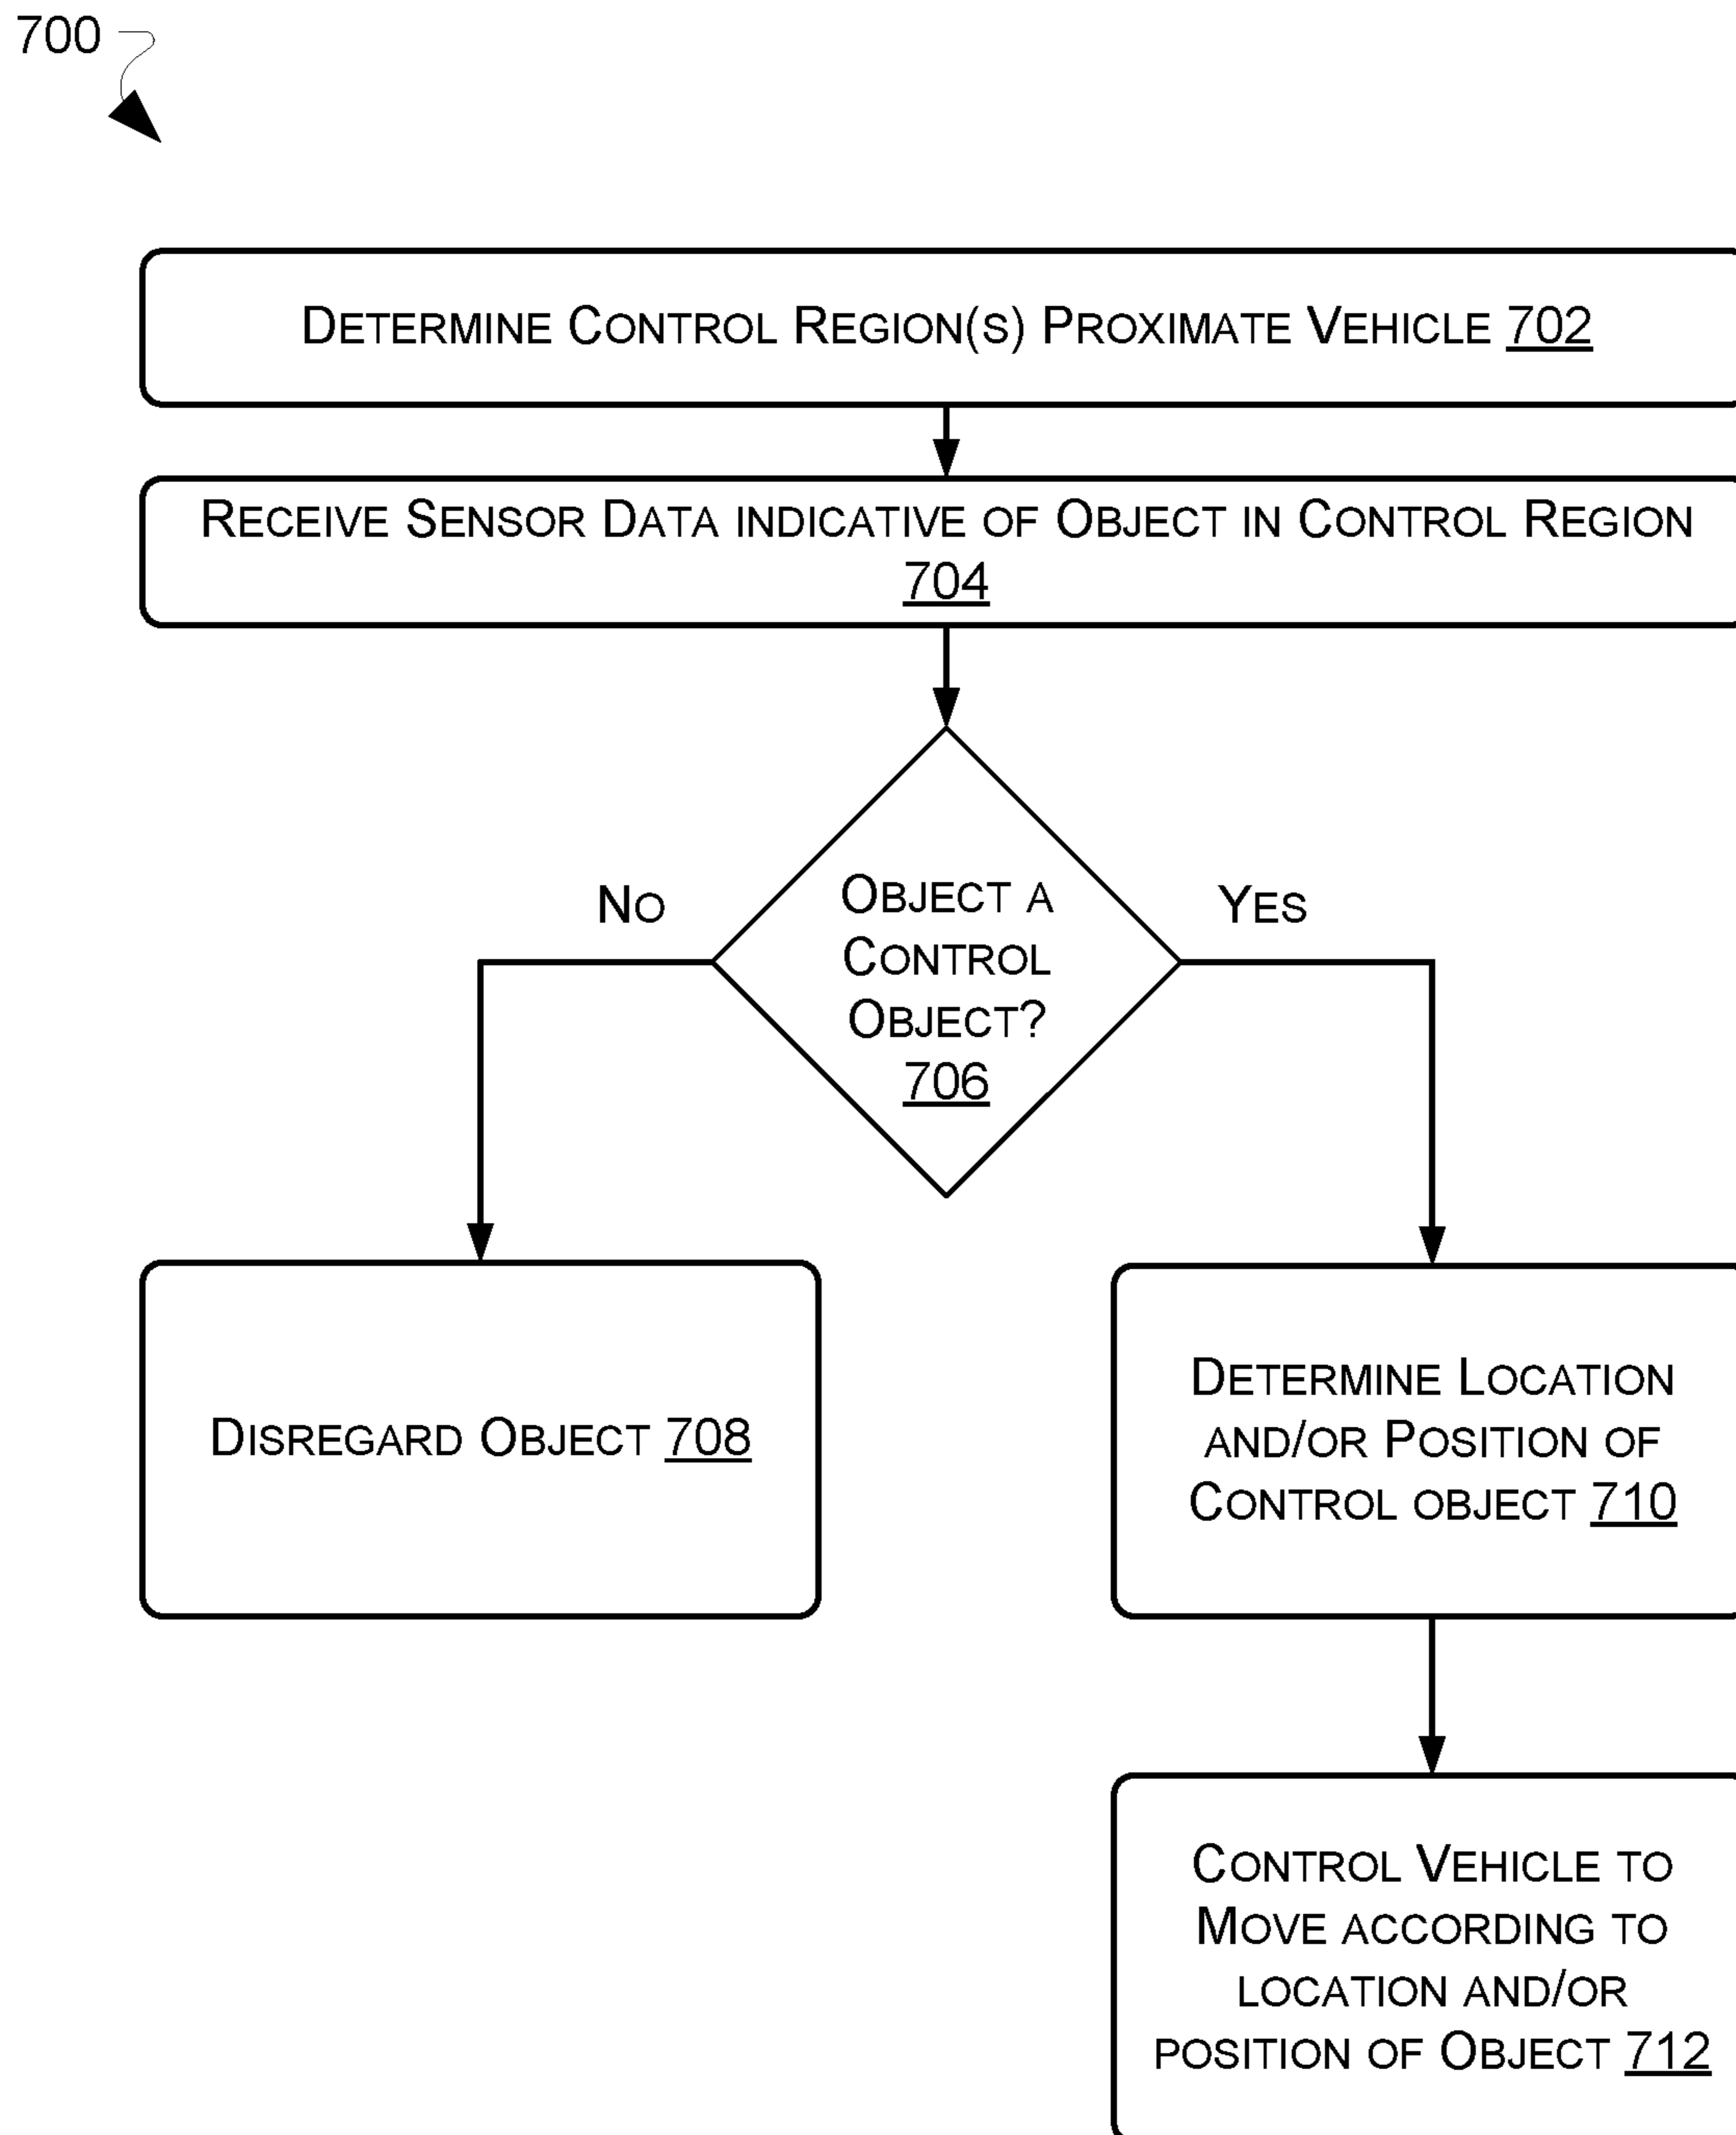 700
Determine Control Region(s) Proximate Vehicle 702
Receive Sensor Data indicative of Object in Control Region
704
No
Yes
Object a
Control
Object?
706
Disregard Object 708
Determine Location
and/or Position of
Control object 710
Control Vehicle to
Move according to
location and/or
position of Object 712